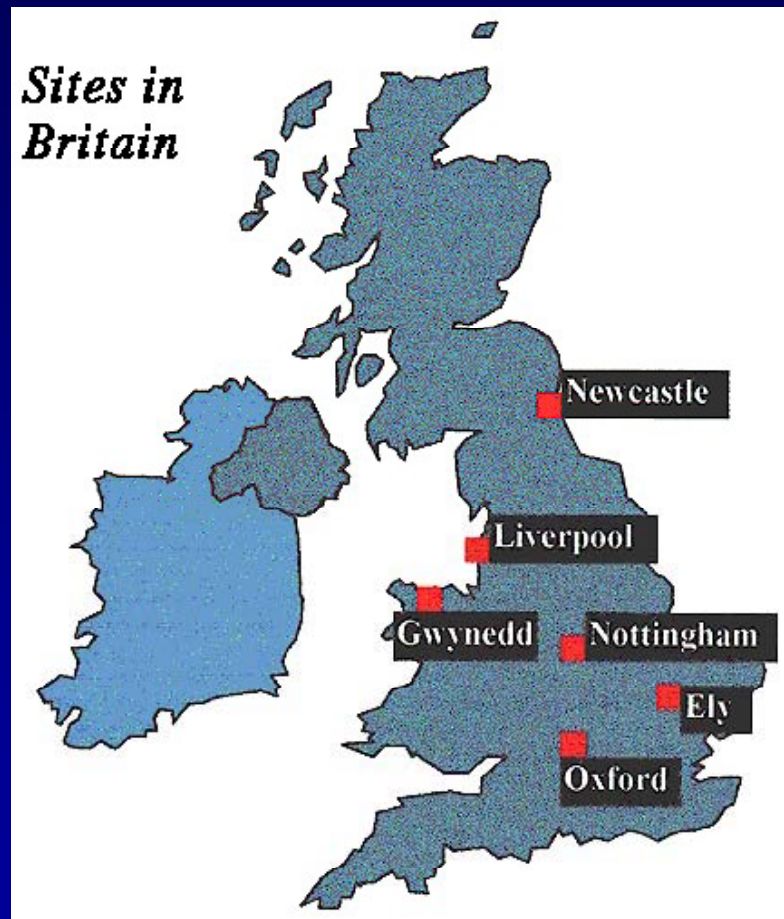 Sites in
Britain
Newcastle
Liverpool
Gwynedd
Nottingham
Ely
Oxford